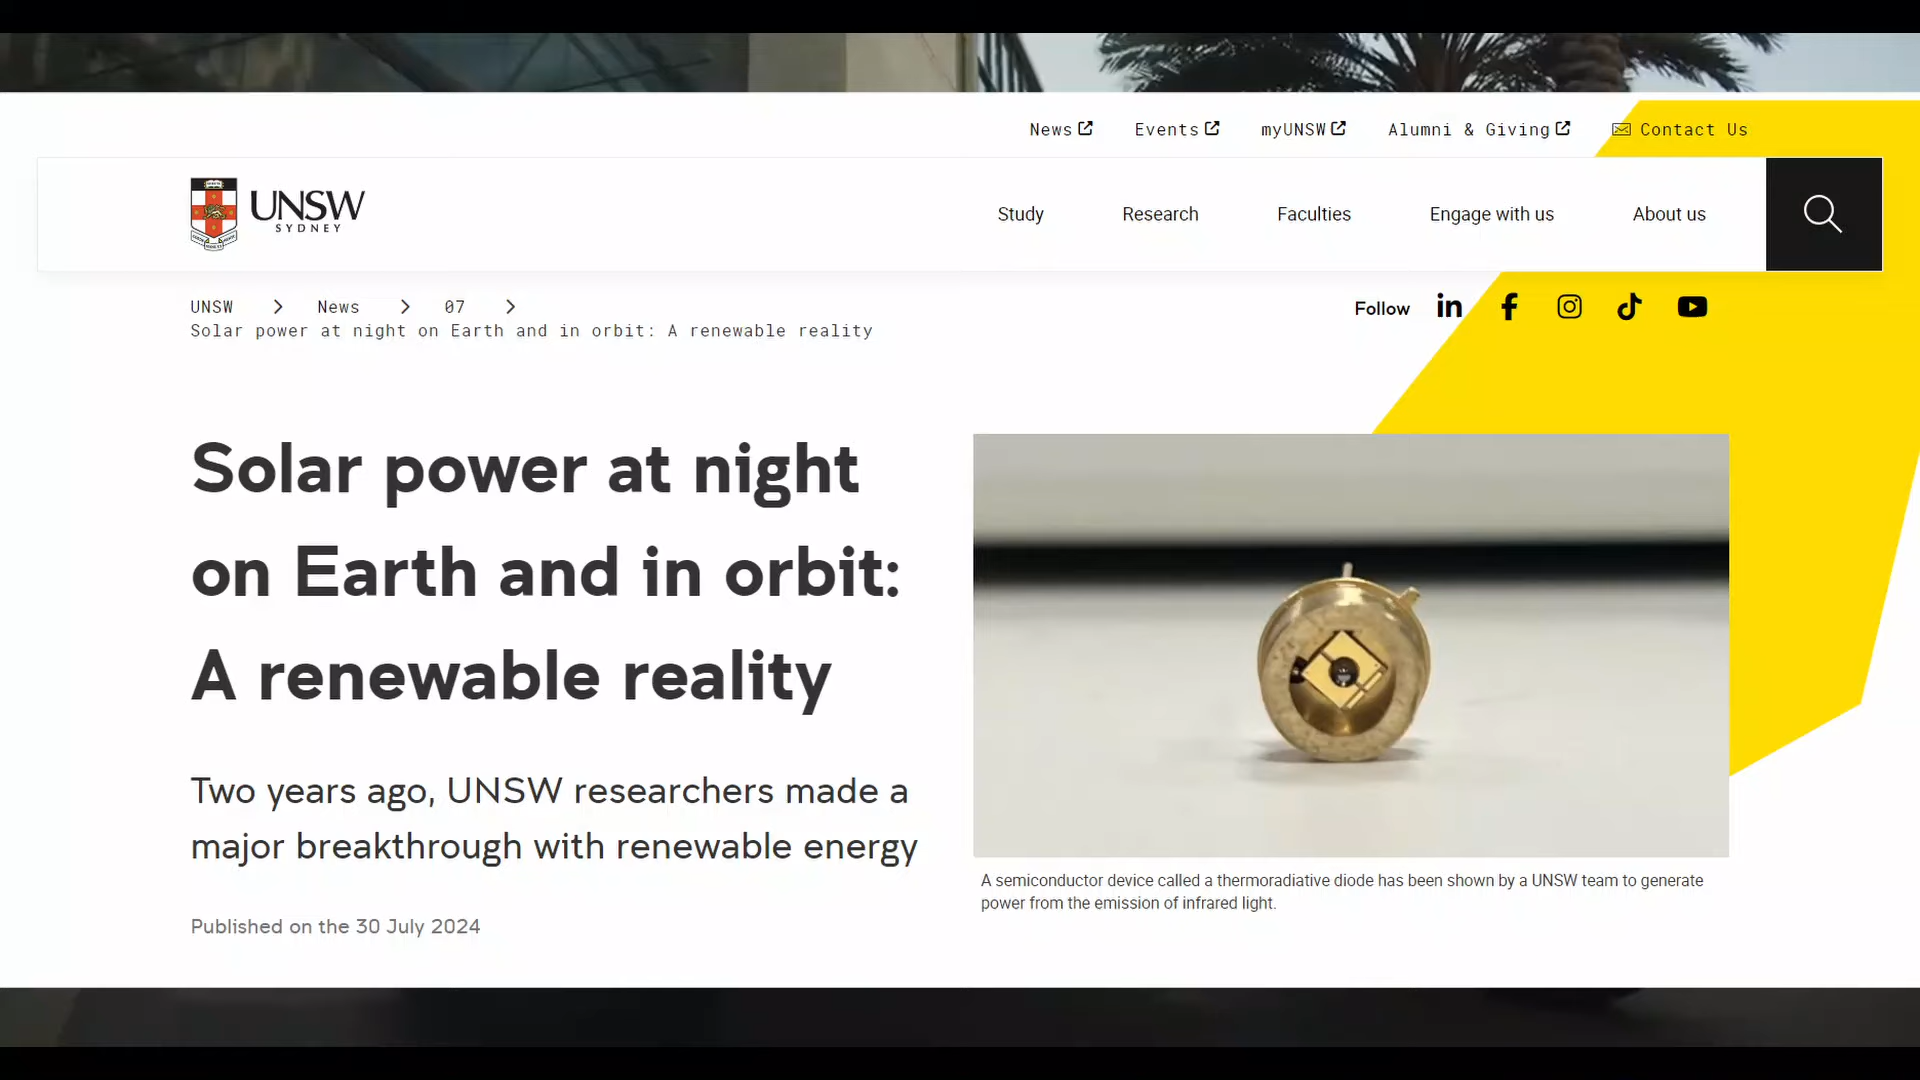 News
Events
myUNSW
Alumni & Giving
Contact Us
UNSW
SYDNEY
Study
Research
Faculties
Engage with us
About us
UNSW > News > 07 >
Solar power at night on Earth and in orbit: A renewable reality
Follow
Solar power at night
on Earth and in orbit:
A renewable reality
Two years ago, UNSW researchers made a
major breakthrough with renewable energy
Published on the 30 July 2024
A semiconductor device called a thermoradiative diode has been shown by a UNSW team to generate
power from the emission of infrared light.